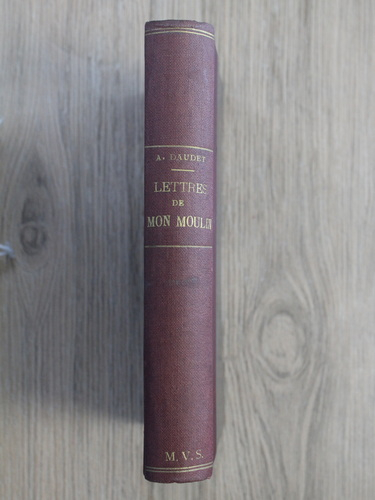 A. DAUDET
LETTRES
DE
MON MOULIN
M. V. S.